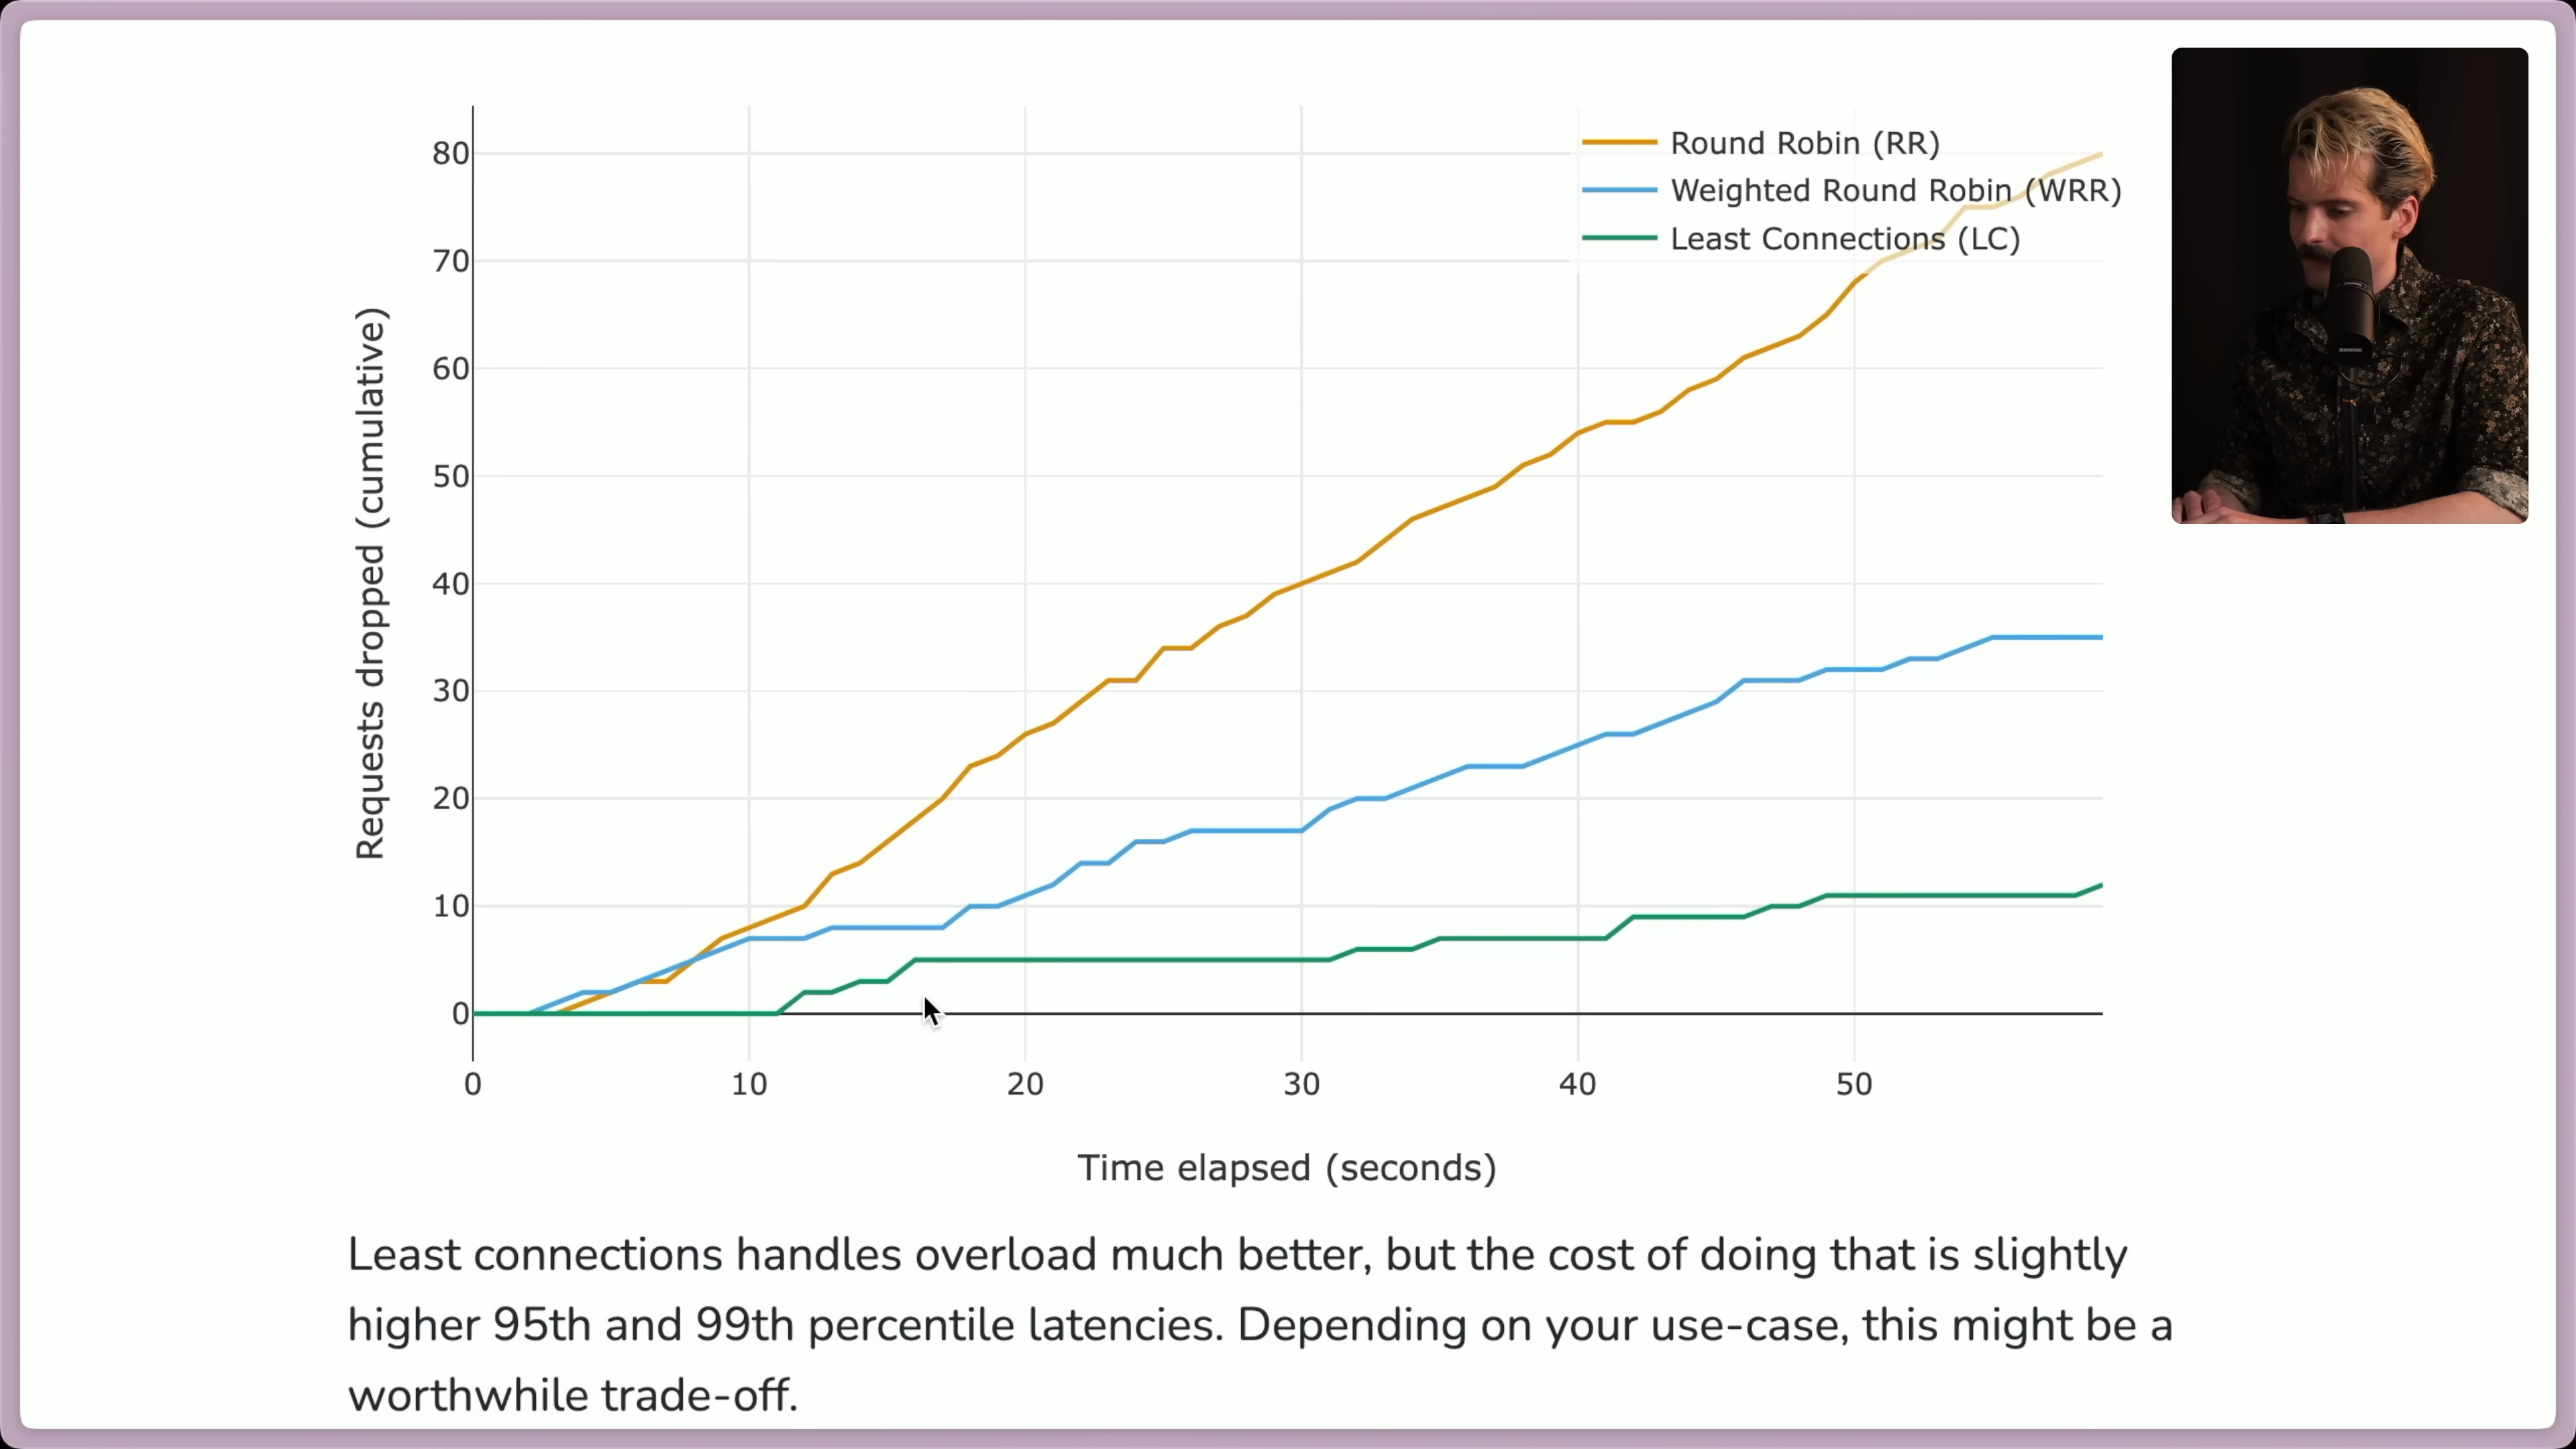 Round Robin (RR)
Weighted Round Robin (WRR)
Least Connections (LC)
Requests dropped (cumulative)
80
70
60
50
40
30
20
10
0
0 10 20 30 40 50
Time elapsed (seconds)
Least connections handles overload much better, but the cost of doing that is slightly
higher 95th and 99th percentile latencies. Depending on your use-case, this might be a
worthwhile trade-off.